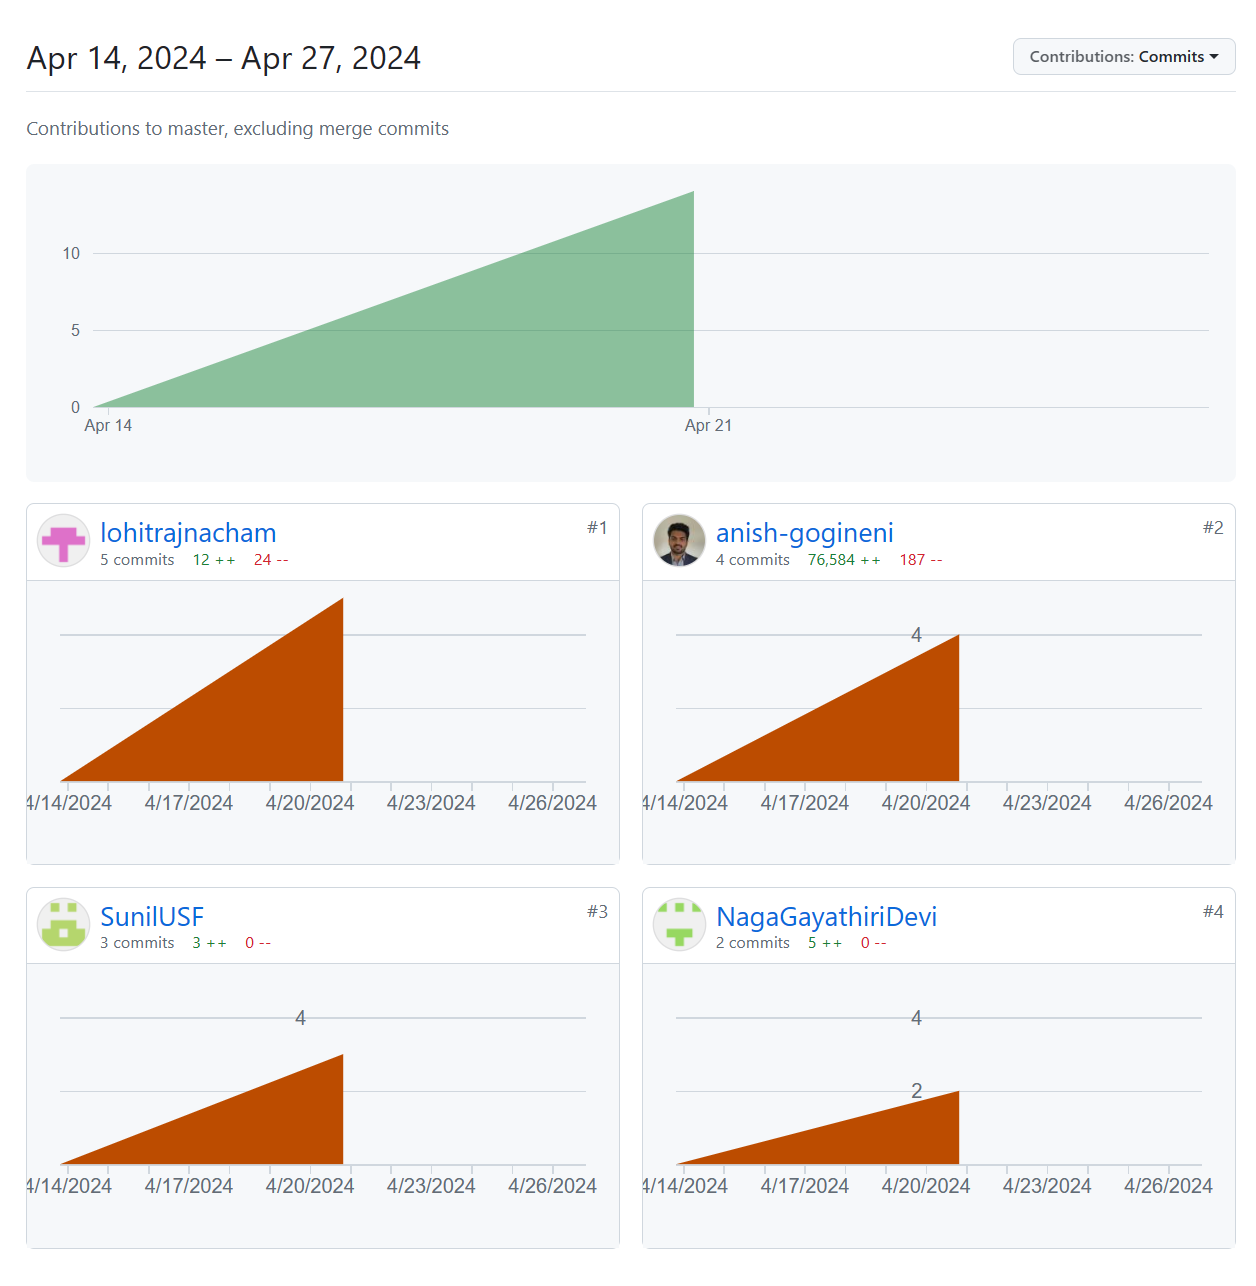 Apr 14, 2024 – Apr 27, 2024
Contributions: Commits
Contributions to master, excluding merge commits
10
5
0
Apr 14 Apr 21
lohitrajnacham #1
5 commits 12 ++ 24 --
4/14/2024 4/17/2024 4/20/2024 4/23/2024 4/26/2024
anish-gogineni #2
4 commits 76,584 ++ 187 --
4
4/14/2024 4/17/2024 4/20/2024 4/23/2024 4/26/2024
SunilUSF #3
3 commits 3 ++ 0 --
4
4/14/2024 4/17/2024 4/20/2024 4/23/2024 4/26/2024
NagaGayathiriDevi #4
2 commits 5 ++ 0 --
4
2
4/14/2024 4/17/2024 4/20/2024 4/23/2024 4/26/2024